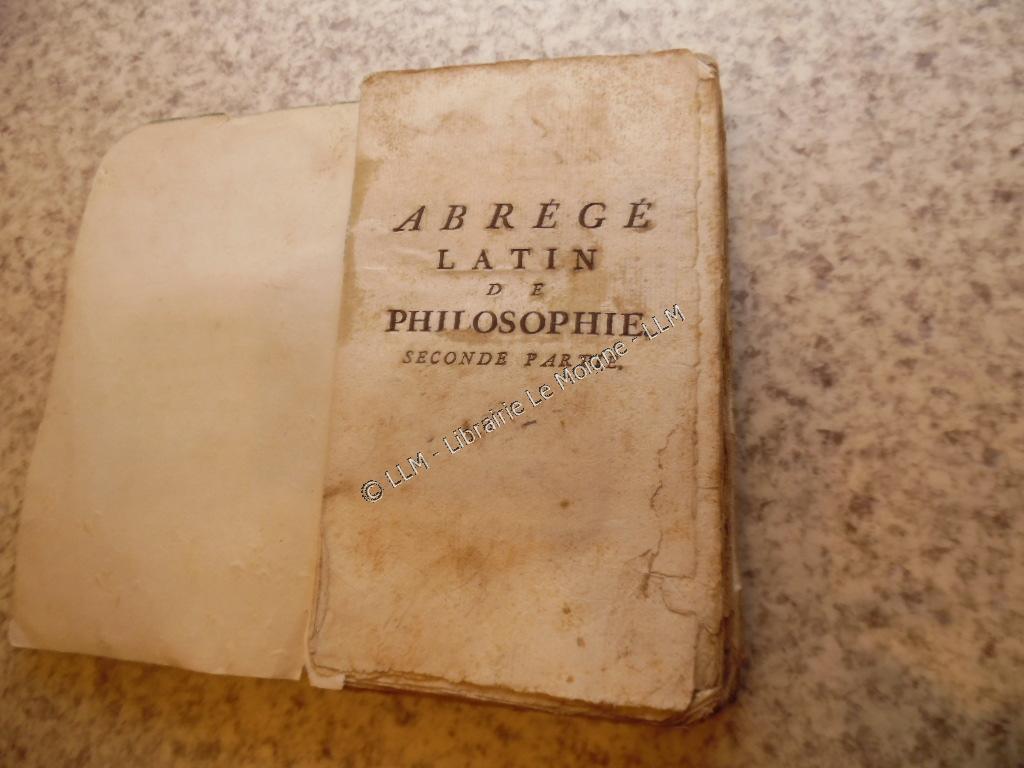 ABRÉGÉ
LATIN
DE
PHILOSOPHIE
SECONDE PARTIE,
© LLM - Librairie Le Moigne - LLM